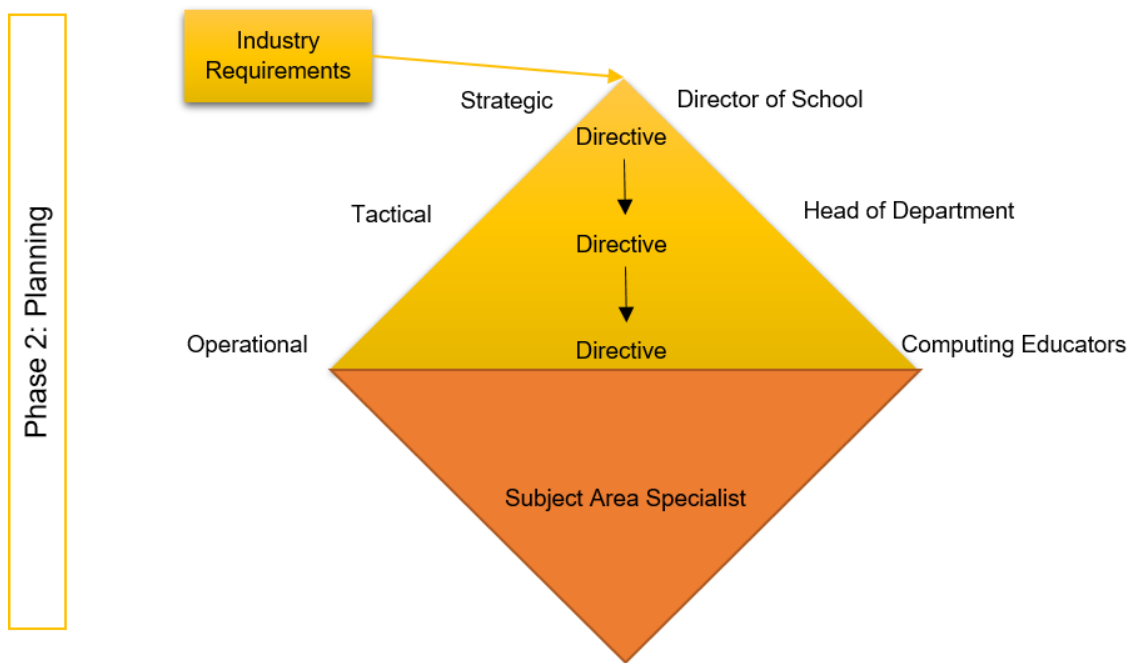 Phase 2: Planning
Industry
Requirements
Strategic
Director of School
Directive
Tactical
Head of Department
Directive
Operational
Directive
Computing Educators
Subject Area Specialist